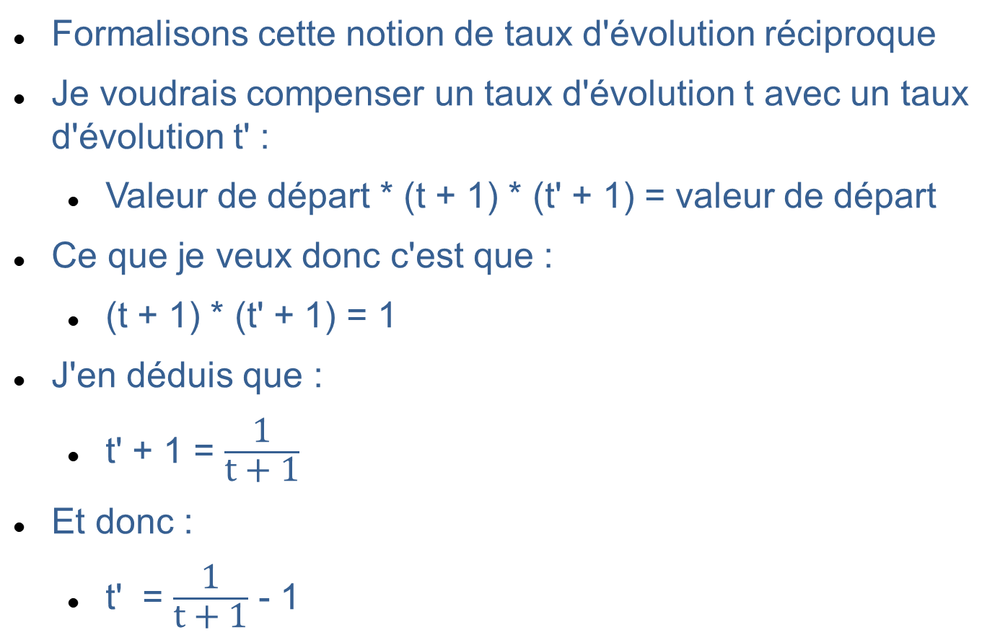 Formalisons cette notion de taux d'évolution réciproque
Je voudrais compenser un taux d'évolution t avec un taux
d'évolution t' :
Valeur de départ * (t + 1) * (t' + 1) = valeur de départ
Ce que je veux donc c'est que :
(t + 1) * (t' + 1) = 1
J'en déduis que :
t' + 1 = \frac{1}{t + 1}
Et donc :
t' = \frac{1}{t + 1} - 1